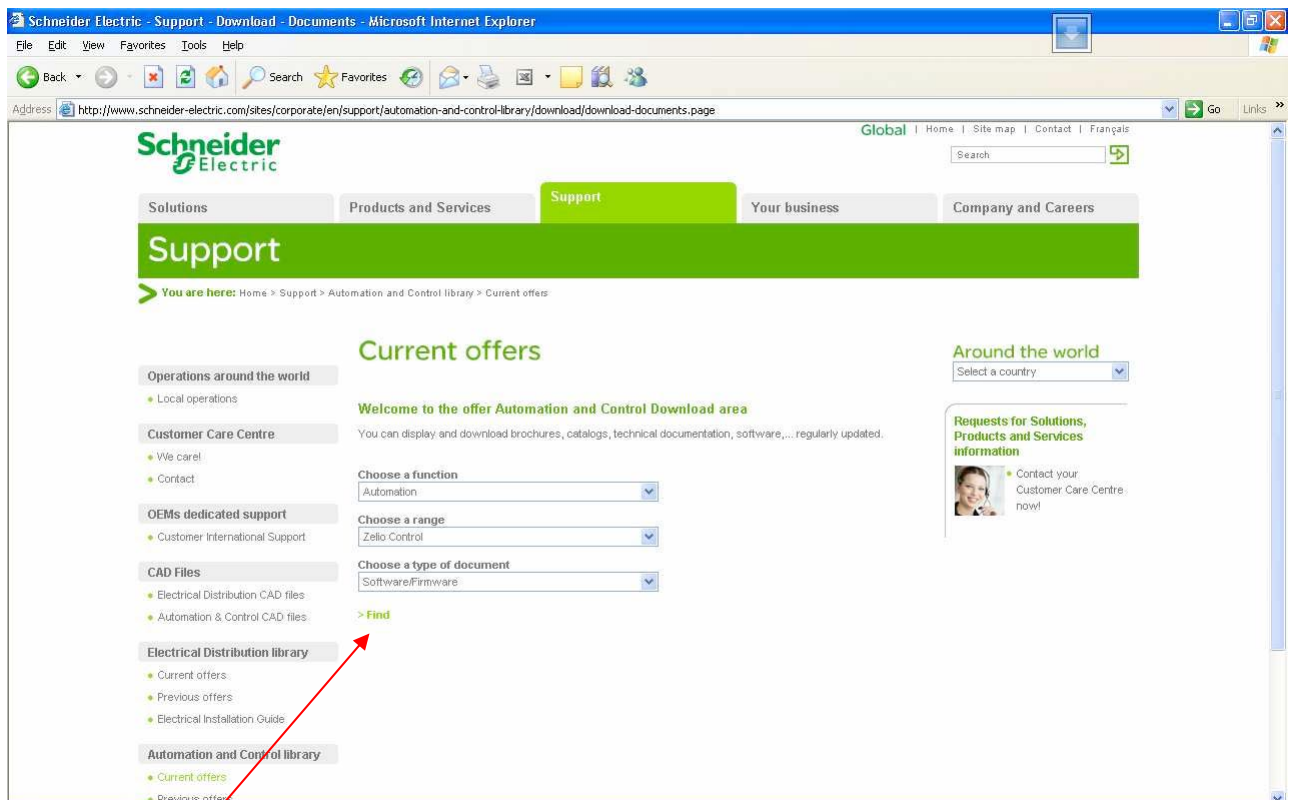 Schneider Electric - Support - Download - Documents - Microsoft Internet Explorer
File Edit View Favorites Tools Help
Back Search Favorites
Address http://www.schneider-electric.com/sites/corporate/en/support/automation-and-control-library/download/download-documents.page Go Links »
Global | Home | Site map | Contact | Français
Schneider
Electric
Search
Solutions Products and Services Support Your business Company and Careers
Support
You are here: Home > Support > Automation and Control library > Current offers
Current offers
Around the world
Select a country
Operations around the world
Local operations
Welcome to the offer Automation and Control Download area
You can display and download brochures, catalogs, technical documentation, software,... regularly updated.
Customer Care Centre
We care!
Contact
Requests for Solutions,
Products and Services
information
Contact your
Customer Care Centre
now!
Choose a function
Automation
Choose a range
Zelio Control
Choose a type of document
Software/Firmware
> Find
OEMs dedicated support
Customer International Support
CAD Files
Electrical Distribution CAD files
Automation & Control CAD files
Electrical Distribution library
Current offers
Previous offers
Electrical Installation Guide
Automation and Control library
Current offers
Previous offers